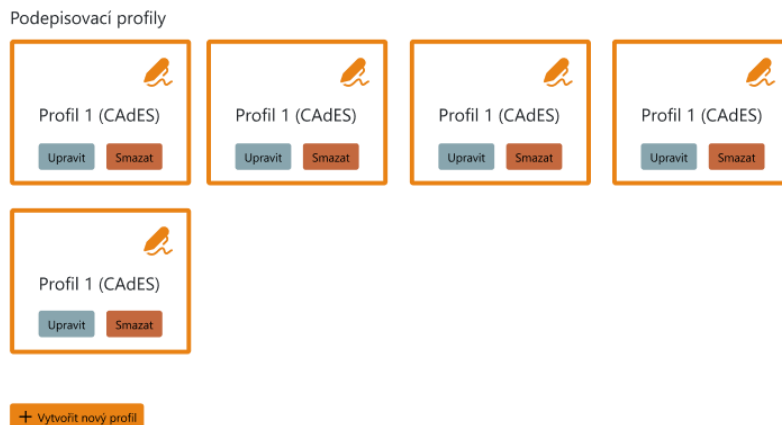 Podepisovací profily
Profil 1 (CAdES)
Upravit Smazat
Profil 1 (CAdES)
Upravit Smazat
Profil 1 (CAdES)
Upravit Smazat
Profil 1 (CAdES)
Upravit Smazat
Profil 1 (CAdES)
Upravit Smazat
+ Vytvořit nový profil